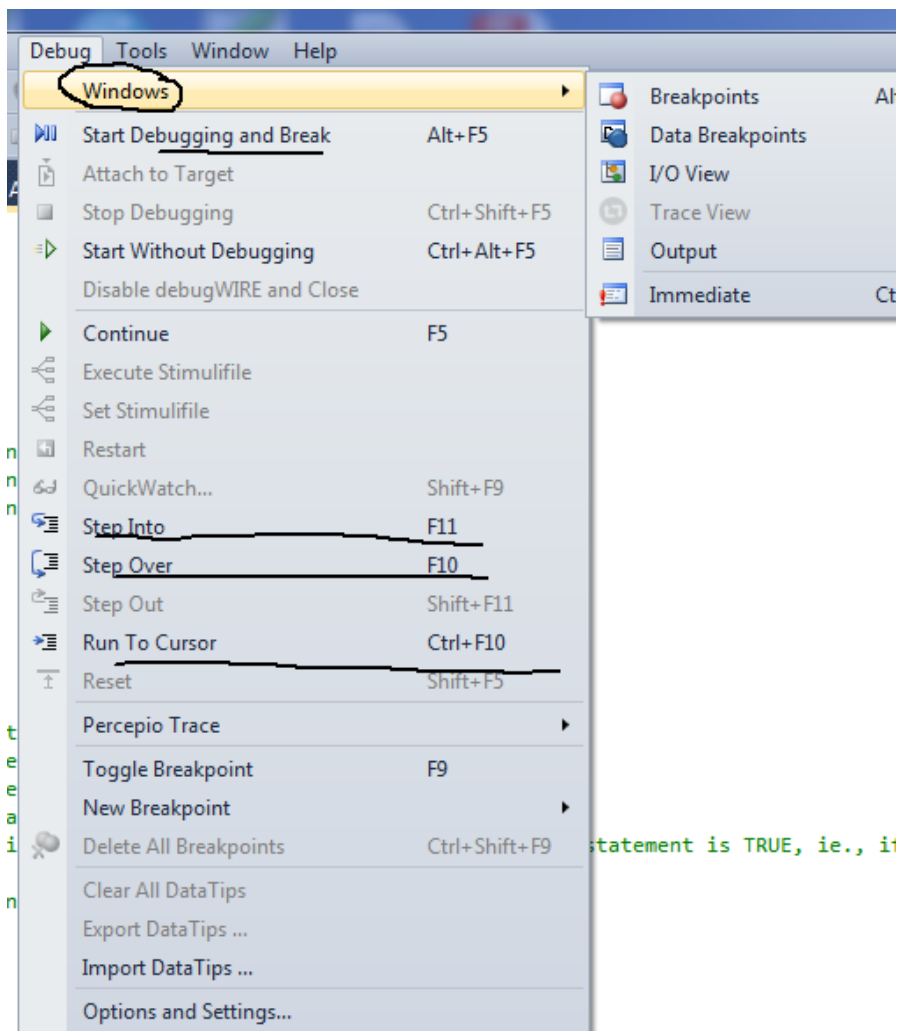 Debug Tools Window Help
Windows
Start Debugging and Break Alt+F5
Attach to Target
Stop Debugging Ctrl+Shift+F5
Start Without Debugging Ctrl+Alt+F5
Disable debugWIRE and Close
Continue F5
Execute Stimulifile
Set Stimulifile
Restart
QuickWatch... Shift+F9
Step Into F11
Step Over F10
Step Out Shift+F11
Run To Cursor Ctrl+F10
Reset Shift+F5
Percepio Trace
Toggle Breakpoint F9
New Breakpoint
Delete All Breakpoints Ctrl+Shift+F9
Clear All DataTips
Export DataTips ...
Import DataTips ...
Options and Settings...
Breakpoints
Data Breakpoints
I/O View
Trace View
Output
Immediate
statement is TRUE, ie., if